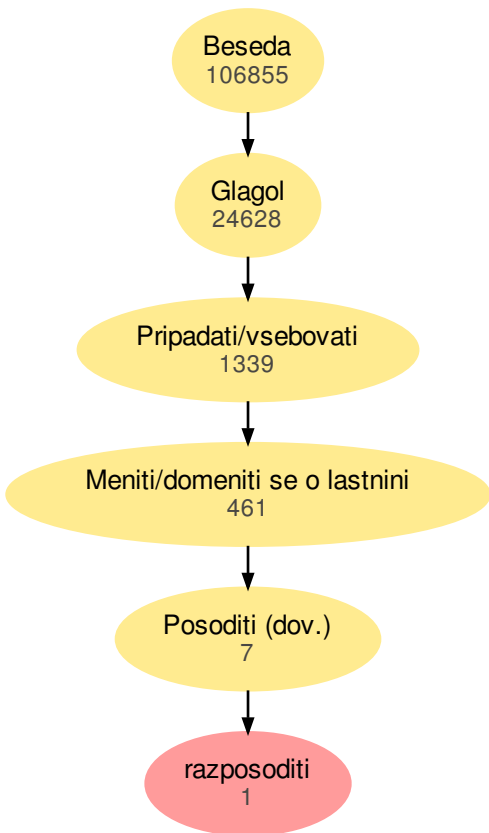 Beseda
106855
Glagol
24628
Pripadati/vsebovati
1339
Meniti/domeniti se o lastnini
461
Posoditi (dov.)
7
razposoditi
1